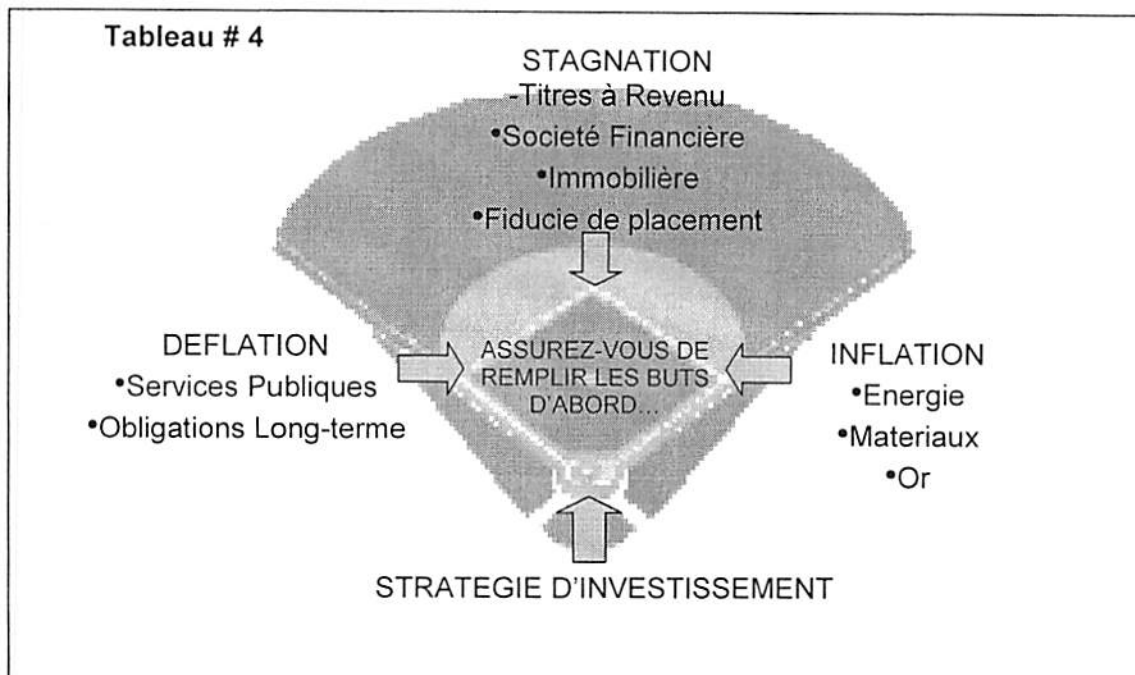 Tableau # 4
STAGNATION
-Titres à Revenu
•Societé Financière
•Immobilière
•Fiducie de placement
DEFLATION
•Services Publiques
•Obligations Long-terme
ASSUREZ-VOUS DE
REMPLIR LES BUTS
D'ABORD...
INFLATION
•Energie
•Materiaux
•Or
STRATEGIE D'INVESTISSEMENT